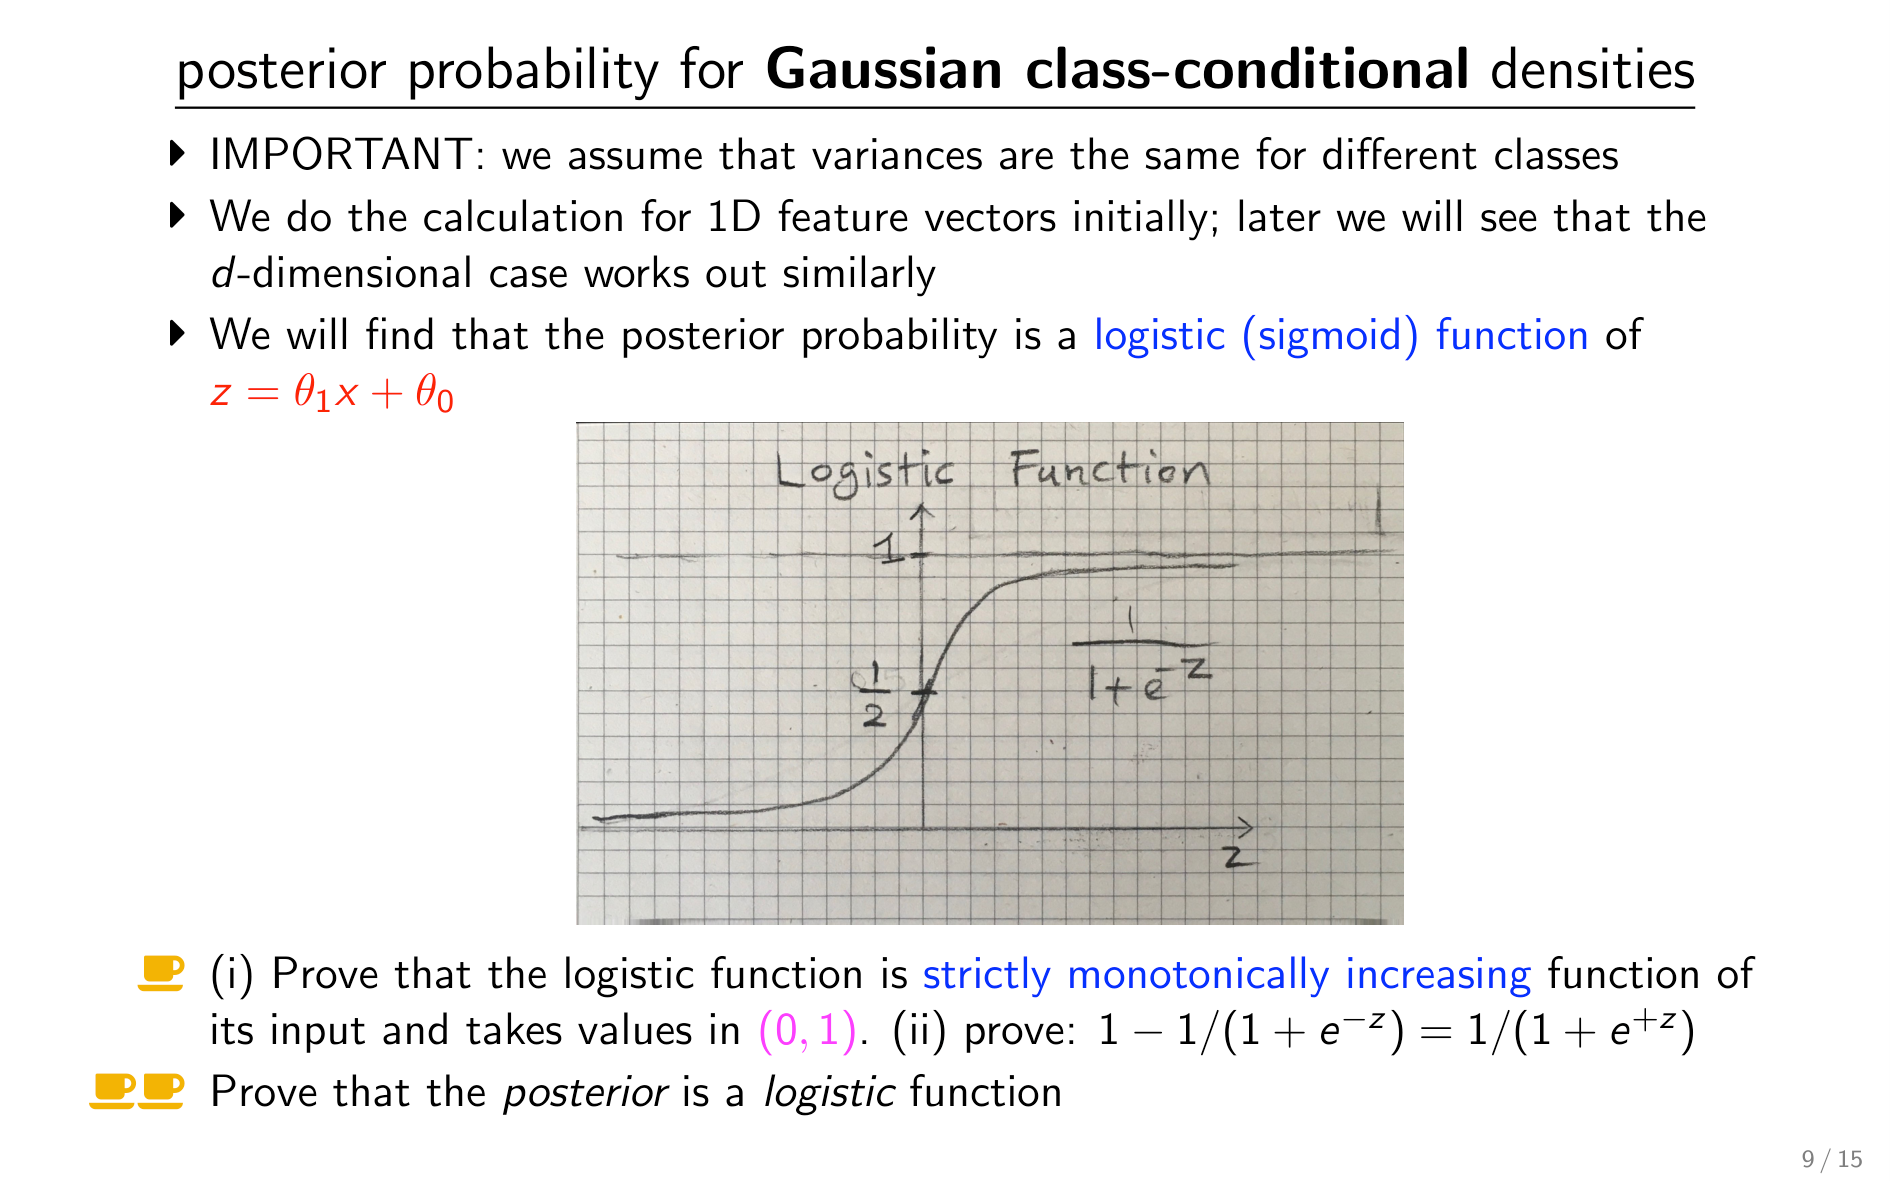 posterior probability for Gaussian class-conditional densities
IMPORTANT: we assume that variances are the same for different classes
We do the calculation for 1D feature vectors initially; later we will see that the
d-dimensional case works out similarly
We will find that the posterior probability is a logistic (sigmoid) function of
z = θ₁x + θ₀
Logistic Function
1
1/2
1/(1+e^-z)
z
(i) Prove that the logistic function is strictly monotonically increasing function of
its input and takes values in (0, 1). (ii) prove: 1 − 1/(1 + e⁻ᶻ) = 1/(1 + e⁺ᶻ)
Prove that the posterior is a logistic function
9 / 15